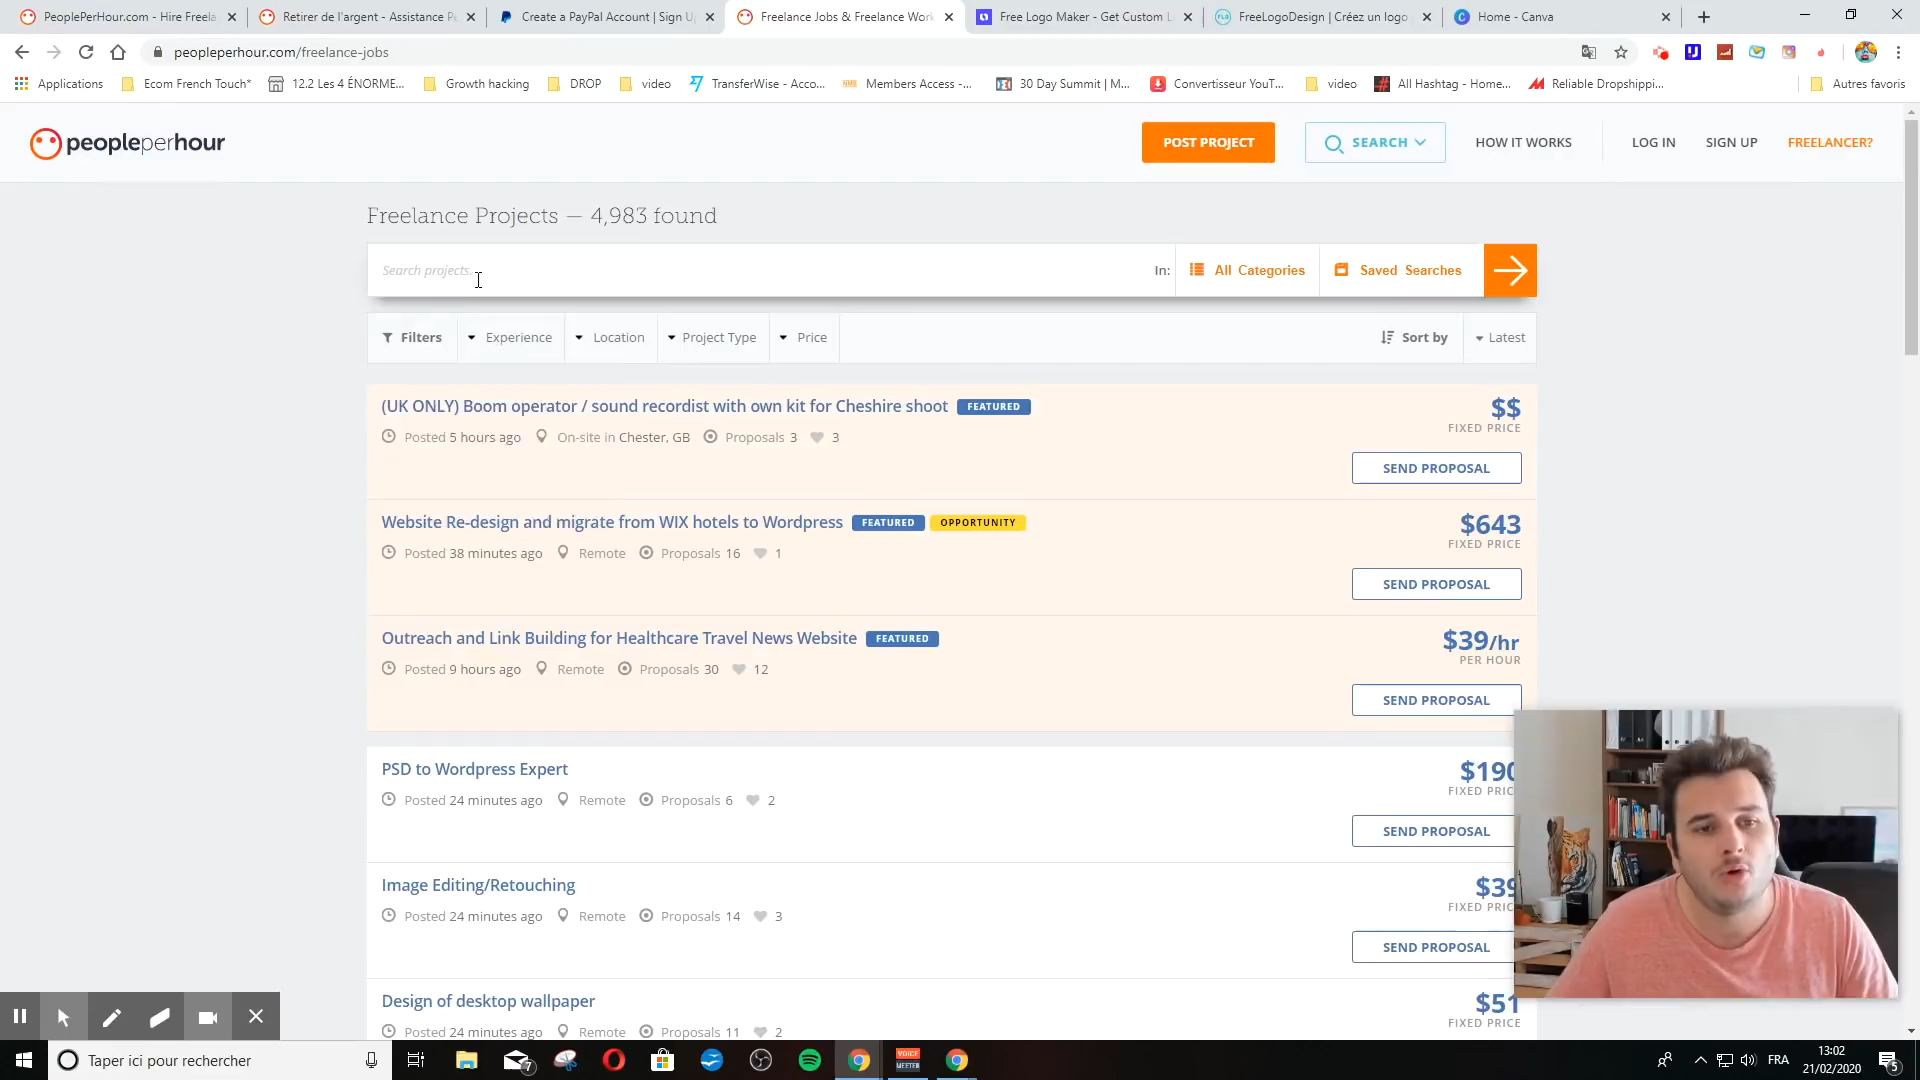 PeoplePerHour.com - Hire Freela
Retirer de l'argent - Assistance P
Create a PayPal Account | Sign U
Freelance Jobs & Freelance Work
Free Logo Maker - Get Custom L
FreeLogoDesign | Créez un logo
Home - Canva
peopleperhour.com/freelance-jobs
Applications
Ecom French Touch*
12.2 Les 4 ÉNORME...
Growth hacking
DROP
video
TransferWise - Acco...
Members Access -...
30 Day Summit | M...
Convertisseur YouT...
video
All Hashtag - Home...
Reliable Dropshippi...
Autres favoris
peopleperhour
POST PROJECT
SEARCH
HOW IT WORKS
LOG IN
SIGN UP
FREELANCER?
Freelance Projects — 4,983 found
Search projects.
In:
All Categories
Saved Searches
Filters
Experience
Location
Project Type
Price
Sort by
Latest
(UK ONLY) Boom operator / sound recordist with own kit for Cheshire shoot FEATURED
$$
FIXED PRICE
Posted 5 hours ago On-site in Chester, GB Proposals 3 3
SEND PROPOSAL
Website Re-design and migrate from WIX hotels to Wordpress FEATURED OPPORTUNITY
$643
FIXED PRICE
Posted 38 minutes ago Remote Proposals 16 1
SEND PROPOSAL
Outreach and Link Building for Healthcare Travel News Website FEATURED
$39/hr
PER HOUR
Posted 9 hours ago Remote Proposals 30 12
SEND PROPOSAL
PSD to Wordpress Expert
$190
FIXED PRIC
Posted 24 minutes ago Remote Proposals 6 2
SEND PROPOSAL
Image Editing/Retouching
$39
FIXED PRIC
Posted 24 minutes ago Remote Proposals 14 3
SEND PROPOSAL
Design of desktop wallpaper
$51
FIXED PRICE
Posted 24 minutes ago Remote Proposals 11 2
Taper ici pour rechercher
7
VOICE
MEETER
FRA
13:02
21/02/2020
5